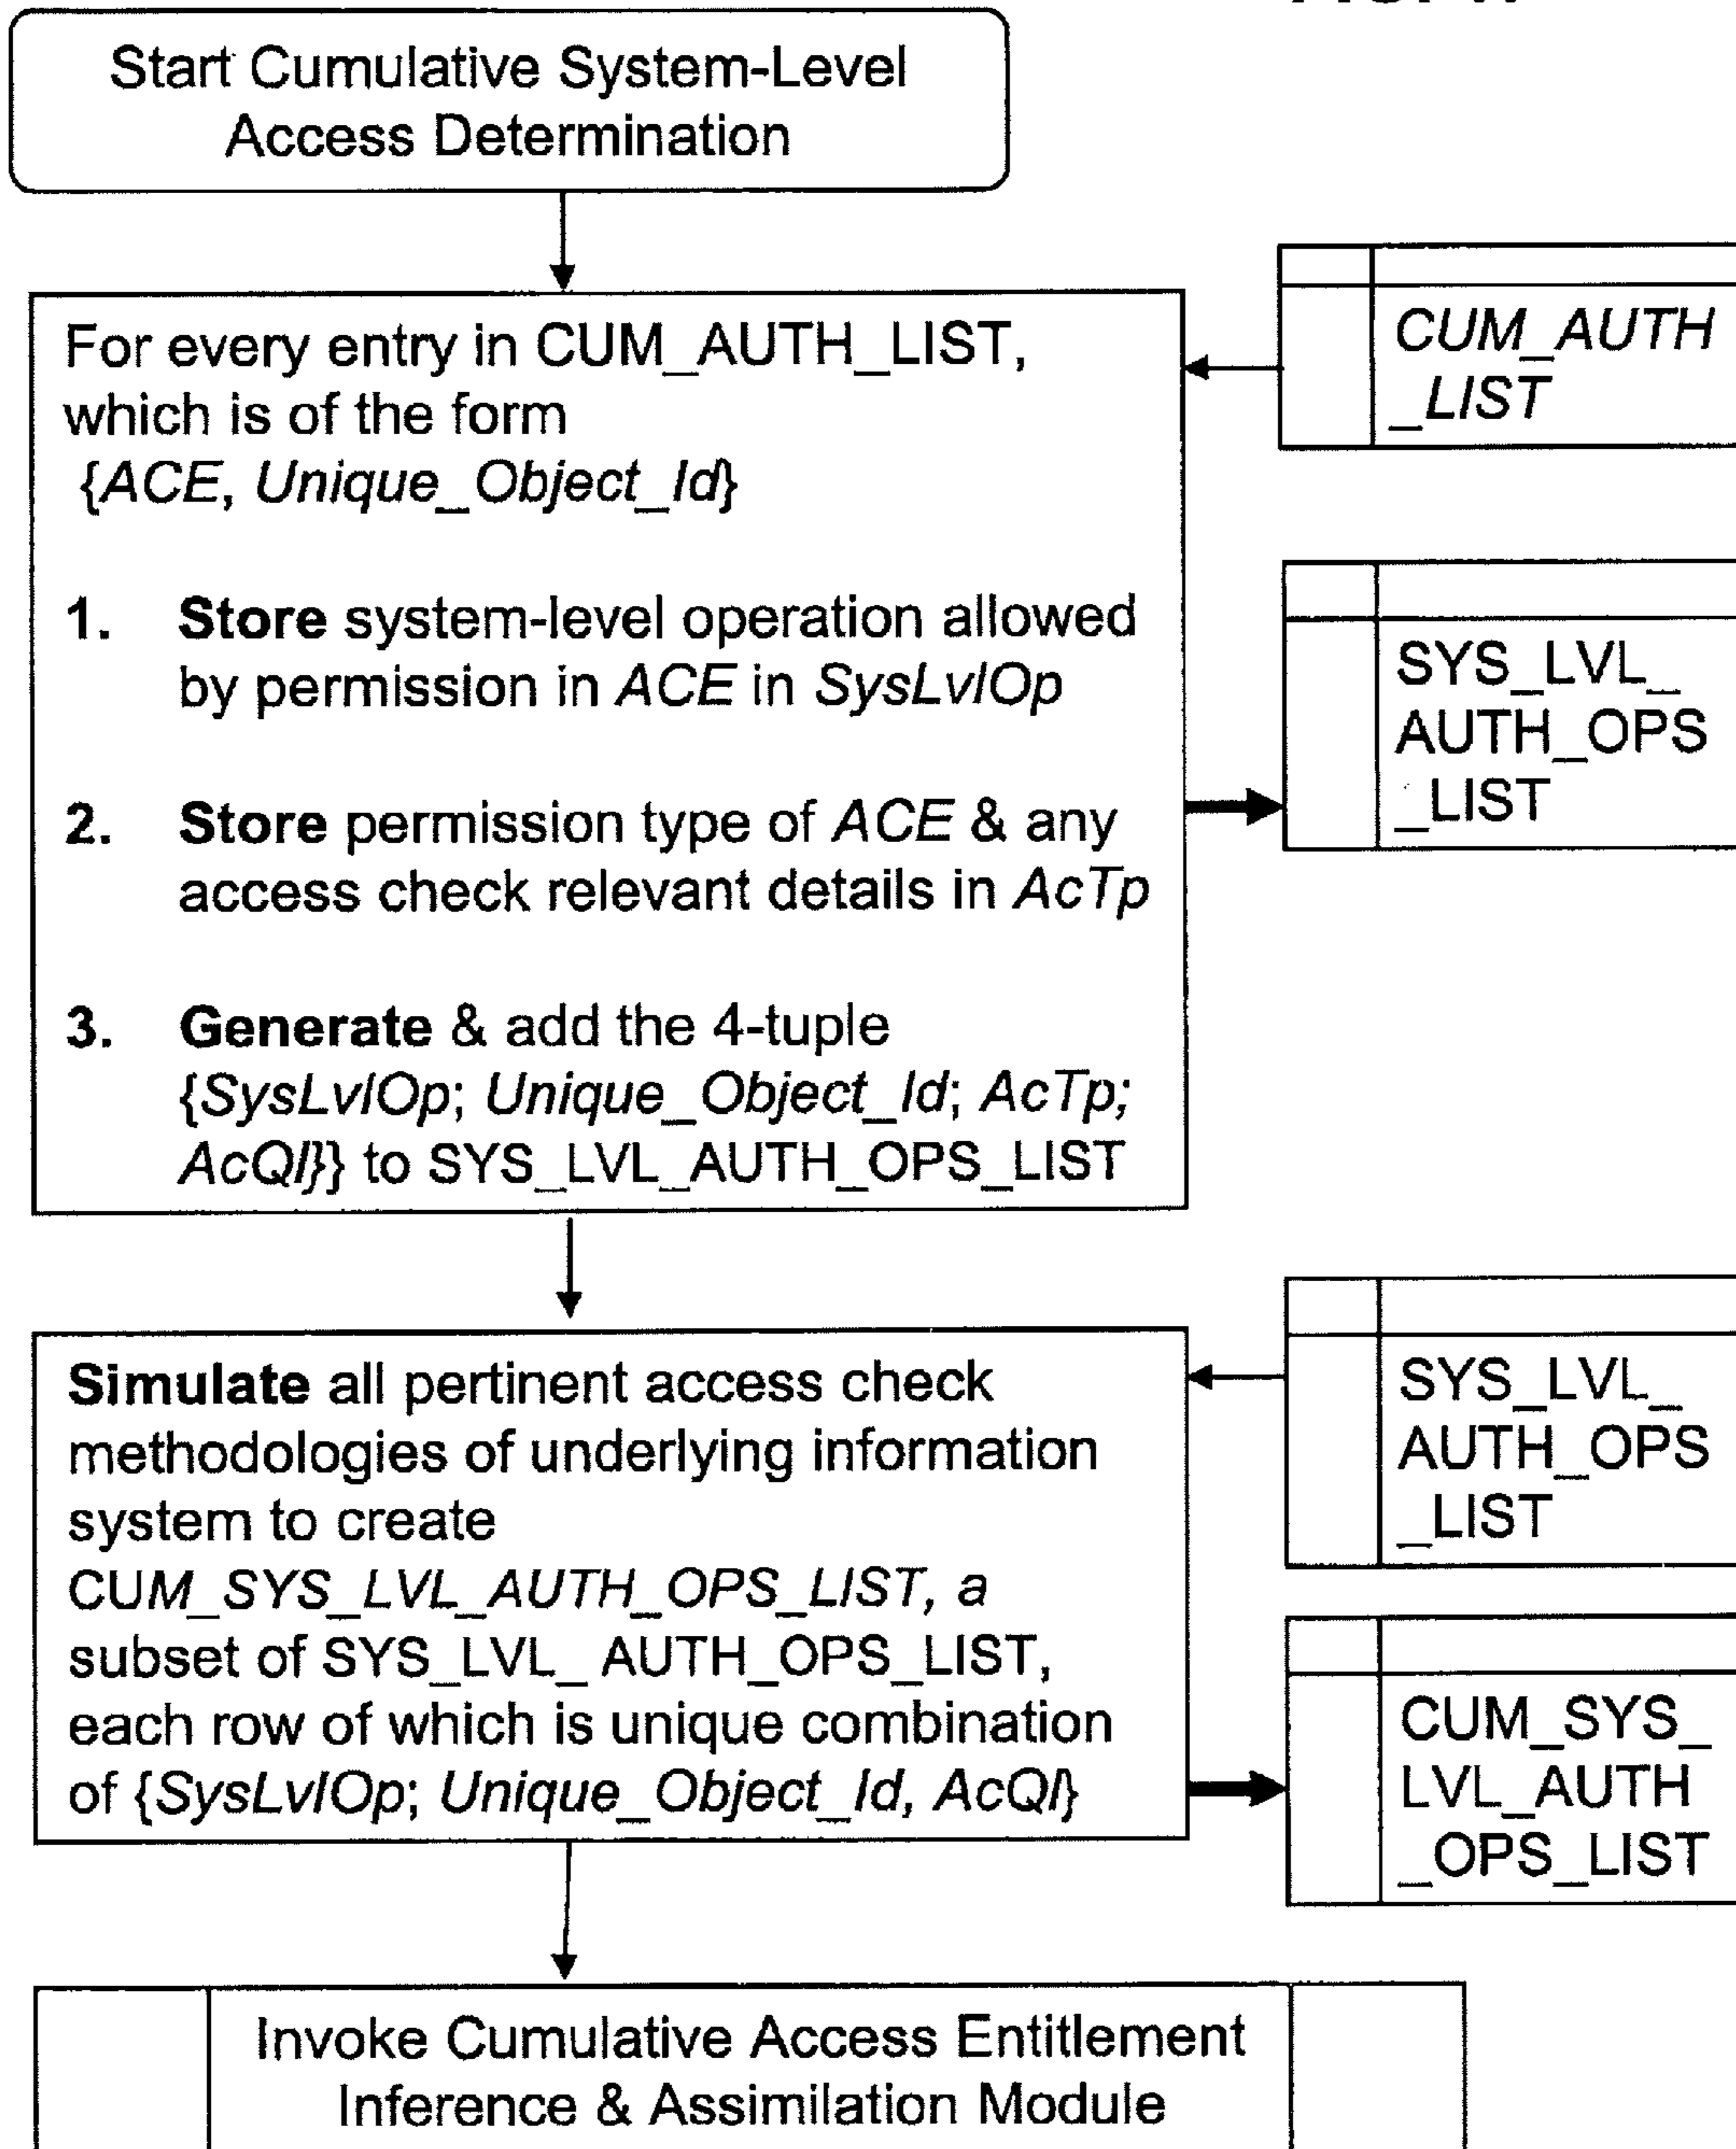 Start Cumulative System-Level
Access Determination
For every entry in CUM_AUTH_LIST,
which is of the form
{ACE, Unique_Object_Id}
1. Store system-level operation allowed
by permission in ACE in SysLvlOp
2. Store permission type of ACE & any
access check relevant details in AcTp
3. Generate & add the 4-tuple
{SysLvlOp; Unique_Object_Id; AcTp;
AcQl}} to SYS_LVL_AUTH_OPS_LIST
CUM_AUTH
_LIST
SYS_LVL_
AUTH_OPS
_LIST
Simulate all pertinent access check
methodologies of underlying information
system to create
CUM_SYS_LVL_AUTH_OPS_LIST, a
subset of SYS_LVL_ AUTH_OPS_LIST,
each row of which is unique combination
of {SysLvlOp; Unique_Object_Id, AcQl}
SYS_LVL_
AUTH_OPS
_LIST
CUM_SYS_
LVL_AUTH
_OPS_LIST
Invoke Cumulative Access Entitlement
Inference & Assimilation Module